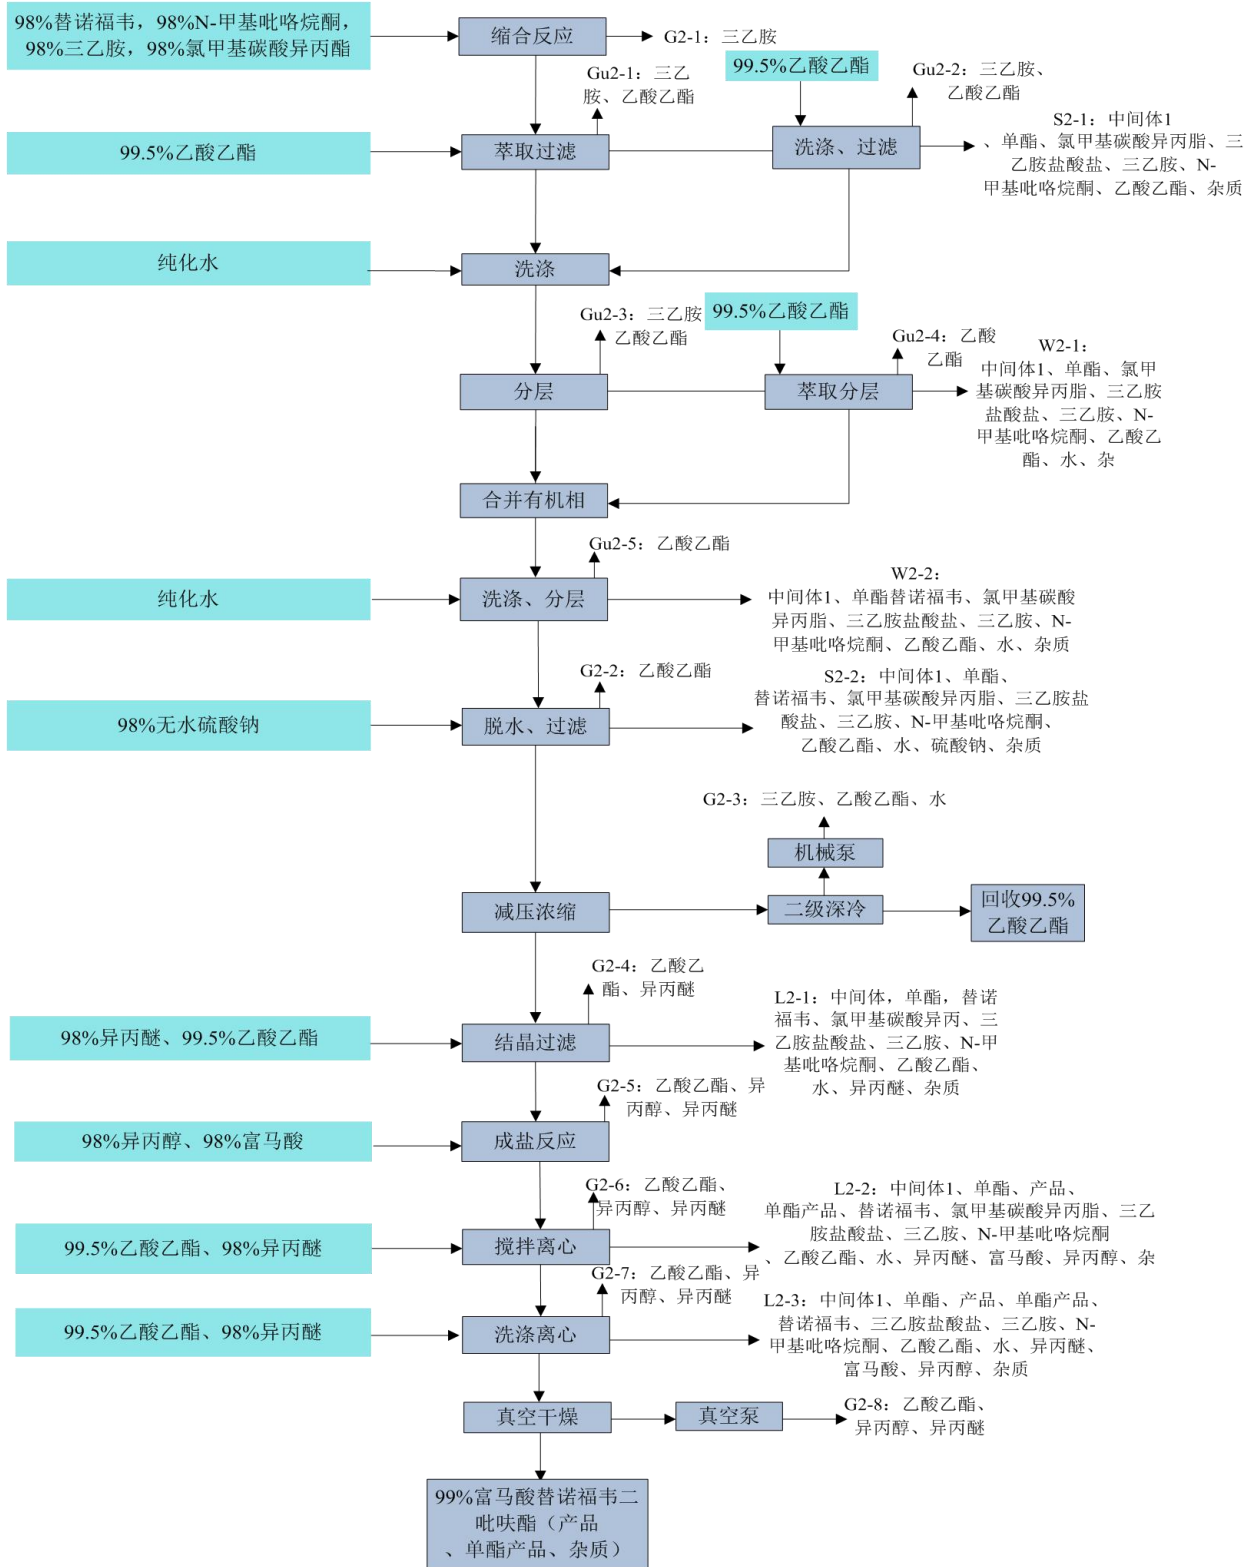 98%替诺福韦，98%N-甲基吡咯烷酮，
98%三乙胺，98%氯甲基碳酸异丙酯
缩合反应
G2-1：三乙胺
Gu2-1：三乙
胺、乙酸乙酯
99.5%乙酸乙酯
Gu2-2：三乙胺、
乙酸乙酯
99.5%乙酸乙酯
萃取过滤
洗涤、过滤
S2-1：中间体1
、单酯、氯甲基碳酸异丙脂、三
乙胺盐酸盐、三乙胺、N-
甲基吡咯烷酮、乙酸乙酯、杂质
纯化水
洗涤
Gu2-3：三乙胺
乙酸乙酯
99.5%乙酸乙酯
Gu2-4：乙酸
乙酯
分层
萃取分层
W2-1：
中间体1、单酯、氯甲
基碳酸异丙脂、三乙胺
盐酸盐、三乙胺、N-
甲基吡咯烷酮、乙酸乙
酯、水、杂
合并有机相
Gu2-5：乙酸乙酯
纯化水
洗涤、分层
W2-2：
中间体1、单酯替诺福韦、氯甲基碳酸
异丙脂、三乙胺盐酸盐、三乙胺、N-
甲基吡咯烷酮、乙酸乙酯、水、杂质
G2-2：乙酸乙酯
98%无水硫酸钠
脱水、过滤
S2-2：中间体1、单酯、
替诺福韦、氯甲基碳酸异丙脂、三乙胺盐
酸盐、三乙胺、N-甲基吡咯烷酮、
乙酸乙酯、水、硫酸钠、杂质
G2-3：三乙胺、乙酸乙酯、水
机械泵
减压浓缩
二级深冷
回收99.5%
乙酸乙酯
G2-4：乙酸乙
酯、异丙醚
98%异丙醚、99.5%乙酸乙酯
结晶过滤
L2-1：中间体，单酯，替诺
福韦、氯甲基碳酸异丙、三
乙胺盐酸盐、三乙胺、N-甲
基吡咯烷酮、乙酸乙酯、
水、异丙醚、杂质
G2-5：乙酸乙酯、异
丙醇、异丙醚
98%异丙醇、98%富马酸
成盐反应
G2-6：乙酸乙酯、
异丙醇、异丙醚
99.5%乙酸乙酯、98%异丙醚
搅拌离心
L2-2：中间体1、单酯、产品、
单酯产品、替诺福韦、氯甲基碳酸异丙脂、三乙
胺盐酸盐、三乙胺、N-甲基吡咯烷酮
、乙酸乙酯、水、异丙醚、富马酸、异丙醇、杂
G2-7：乙酸乙酯、异
丙醇、异丙醚
99.5%乙酸乙酯、98%异丙醚
洗涤离心
L2-3：中间体1、单酯、产品、单酯产品、
替诺福韦、三乙胺盐酸盐、三乙胺、N-
甲基吡咯烷酮、乙酸乙酯、水、异丙醚、
富马酸、异丙醇、杂质
真空干燥
真空泵
G2-8：乙酸乙酯、
异丙醇、异丙醚
99%富马酸替诺福韦二
吡呋酯（产品
、单酯产品、杂质）